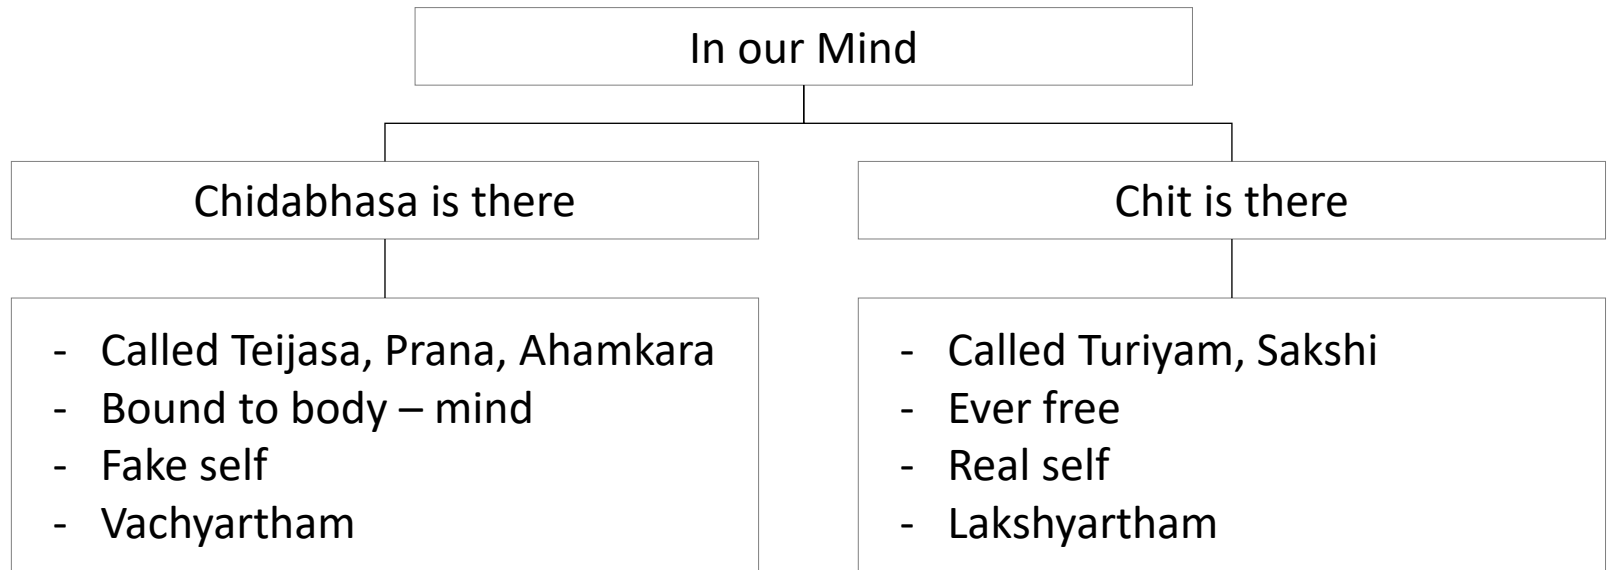 In our Mind
Chidabhasa is there
Chit is there
- Called Teijasa, Prana, Ahamkara
- Bound to body – mind
- Fake self
- Vachyartham
- Called Turiyam, Sakshi
- Ever free
- Real self
- Lakshyartham